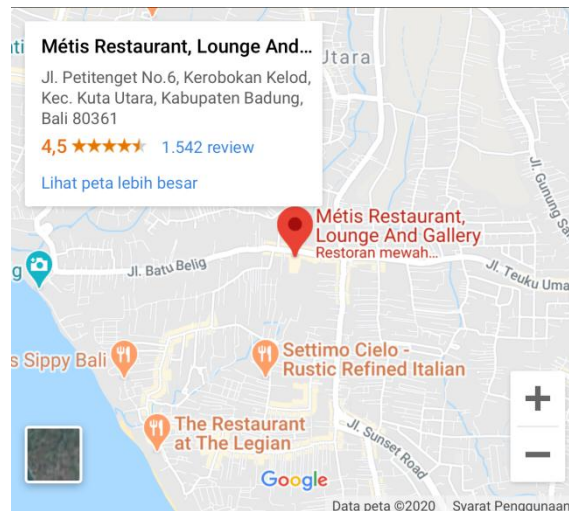 Métis Restaurant, Lounge And...
Jl. Petitenget No.6, Kerobokan Kelod,
Kec. Kuta Utara, Kabupaten Badung,
Bali 80361
4,5 ★★★★★ 1.542 review
Lihat peta lebih besar
Utara
Jl. Gunung Sa
Métis Restaurant,
Lounge And Gallery
Restoran mewah...
g
Jl. Batu Belig
Jl. Teuku Uma
s Sippy Bali
Settimo Cielo -
Rustic Refined Italian
The Restaurant
at The Legian
Jl. Sunset Road
+
−
Google
Data peta ©2020 Syarat Penggunaan